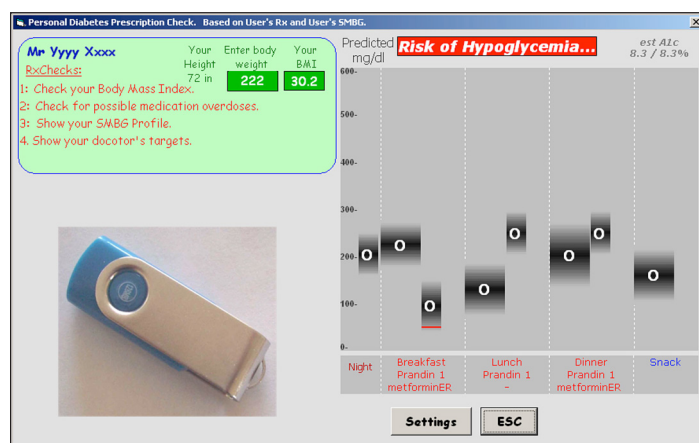 Personal Diabetes Prescription Check. Based on User's Rx and User's SMBG.
Mr Yyyy Xxxx
Your Height 72 in
Enter body weight 222
Your BMI 30.2
RxChecks:
1: Check your Body Mass Index.
2: Check for possible medication overdoses.
3: Show your SMBG Profile.
4. Show your docotor's targets.
Predicted mg/dl
Risk of Hypoglycemia...
est A1c
8.3 / 8.3%
600-
500-
400-
300-
200-
100-
0-
Night
Breakfast
Prandin 1
metforminER
Lunch
Prandin 1
-
Dinner
Prandin 1
metforminER
Snack
Settings
ESC